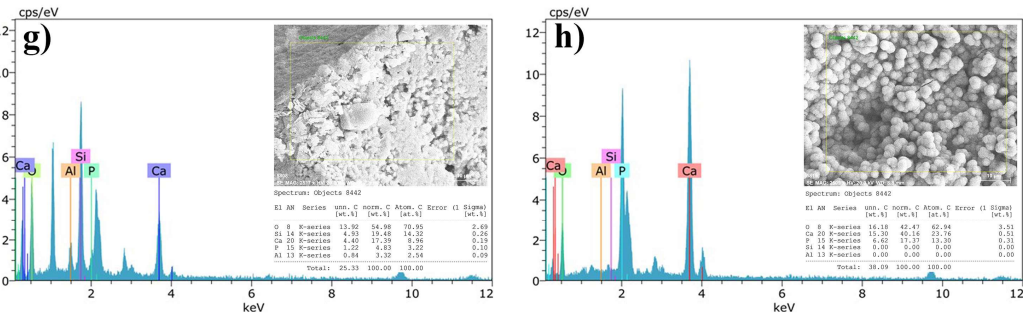 cps/eV
g)
12
10
8
6
4
2
0
Ca
O
Al
Si
P
Ca
2 4 6 8 10 12
keV
Spectrum: Objects 8442
El AN Series unn. C norm. C Atom. C Error (1 Sigma)
[wt.%] [wt.%] [at.%] [wt.%]
O 8 K-series 13.92 54.98 70.95 2.69
Si 14 K-series 4.93 19.48 14.32 0.26
Ca 20 K-series 4.40 17.39 8.96 0.19
P 15 K-series 1.22 4.83 3.22 0.10
Al 13 K-series 0.84 3.32 2.54 0.09
Total: 25.33 100.00 100.00
cps/eV
h)
12
10
8
6
4
2
0
Ca
Al
Si
P
Ca
2 4 6 8 10 12
keV
Spectrum: Objects 8442
El AN Series unn. C norm. C Atom. C Error (1 Sigma)
[wt.%] [wt.%] [at.%] [wt.%]
O 8 K-series 16.18 42.47 62.94 3.51
Ca 20 K-series 15.30 40.16 23.76 0.51
P 15 K-series 6.62 17.37 13.30 0.31
Si 14 K-series 0.00 0.00 0.00 0.00
Al 13 K-series 0.00 0.00 0.00 0.00
Total: 38.09 100.00 100.00